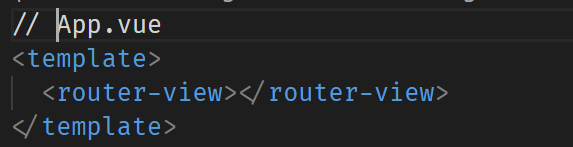 // App.vue
<template>
  <router-view></router-view>
</template>